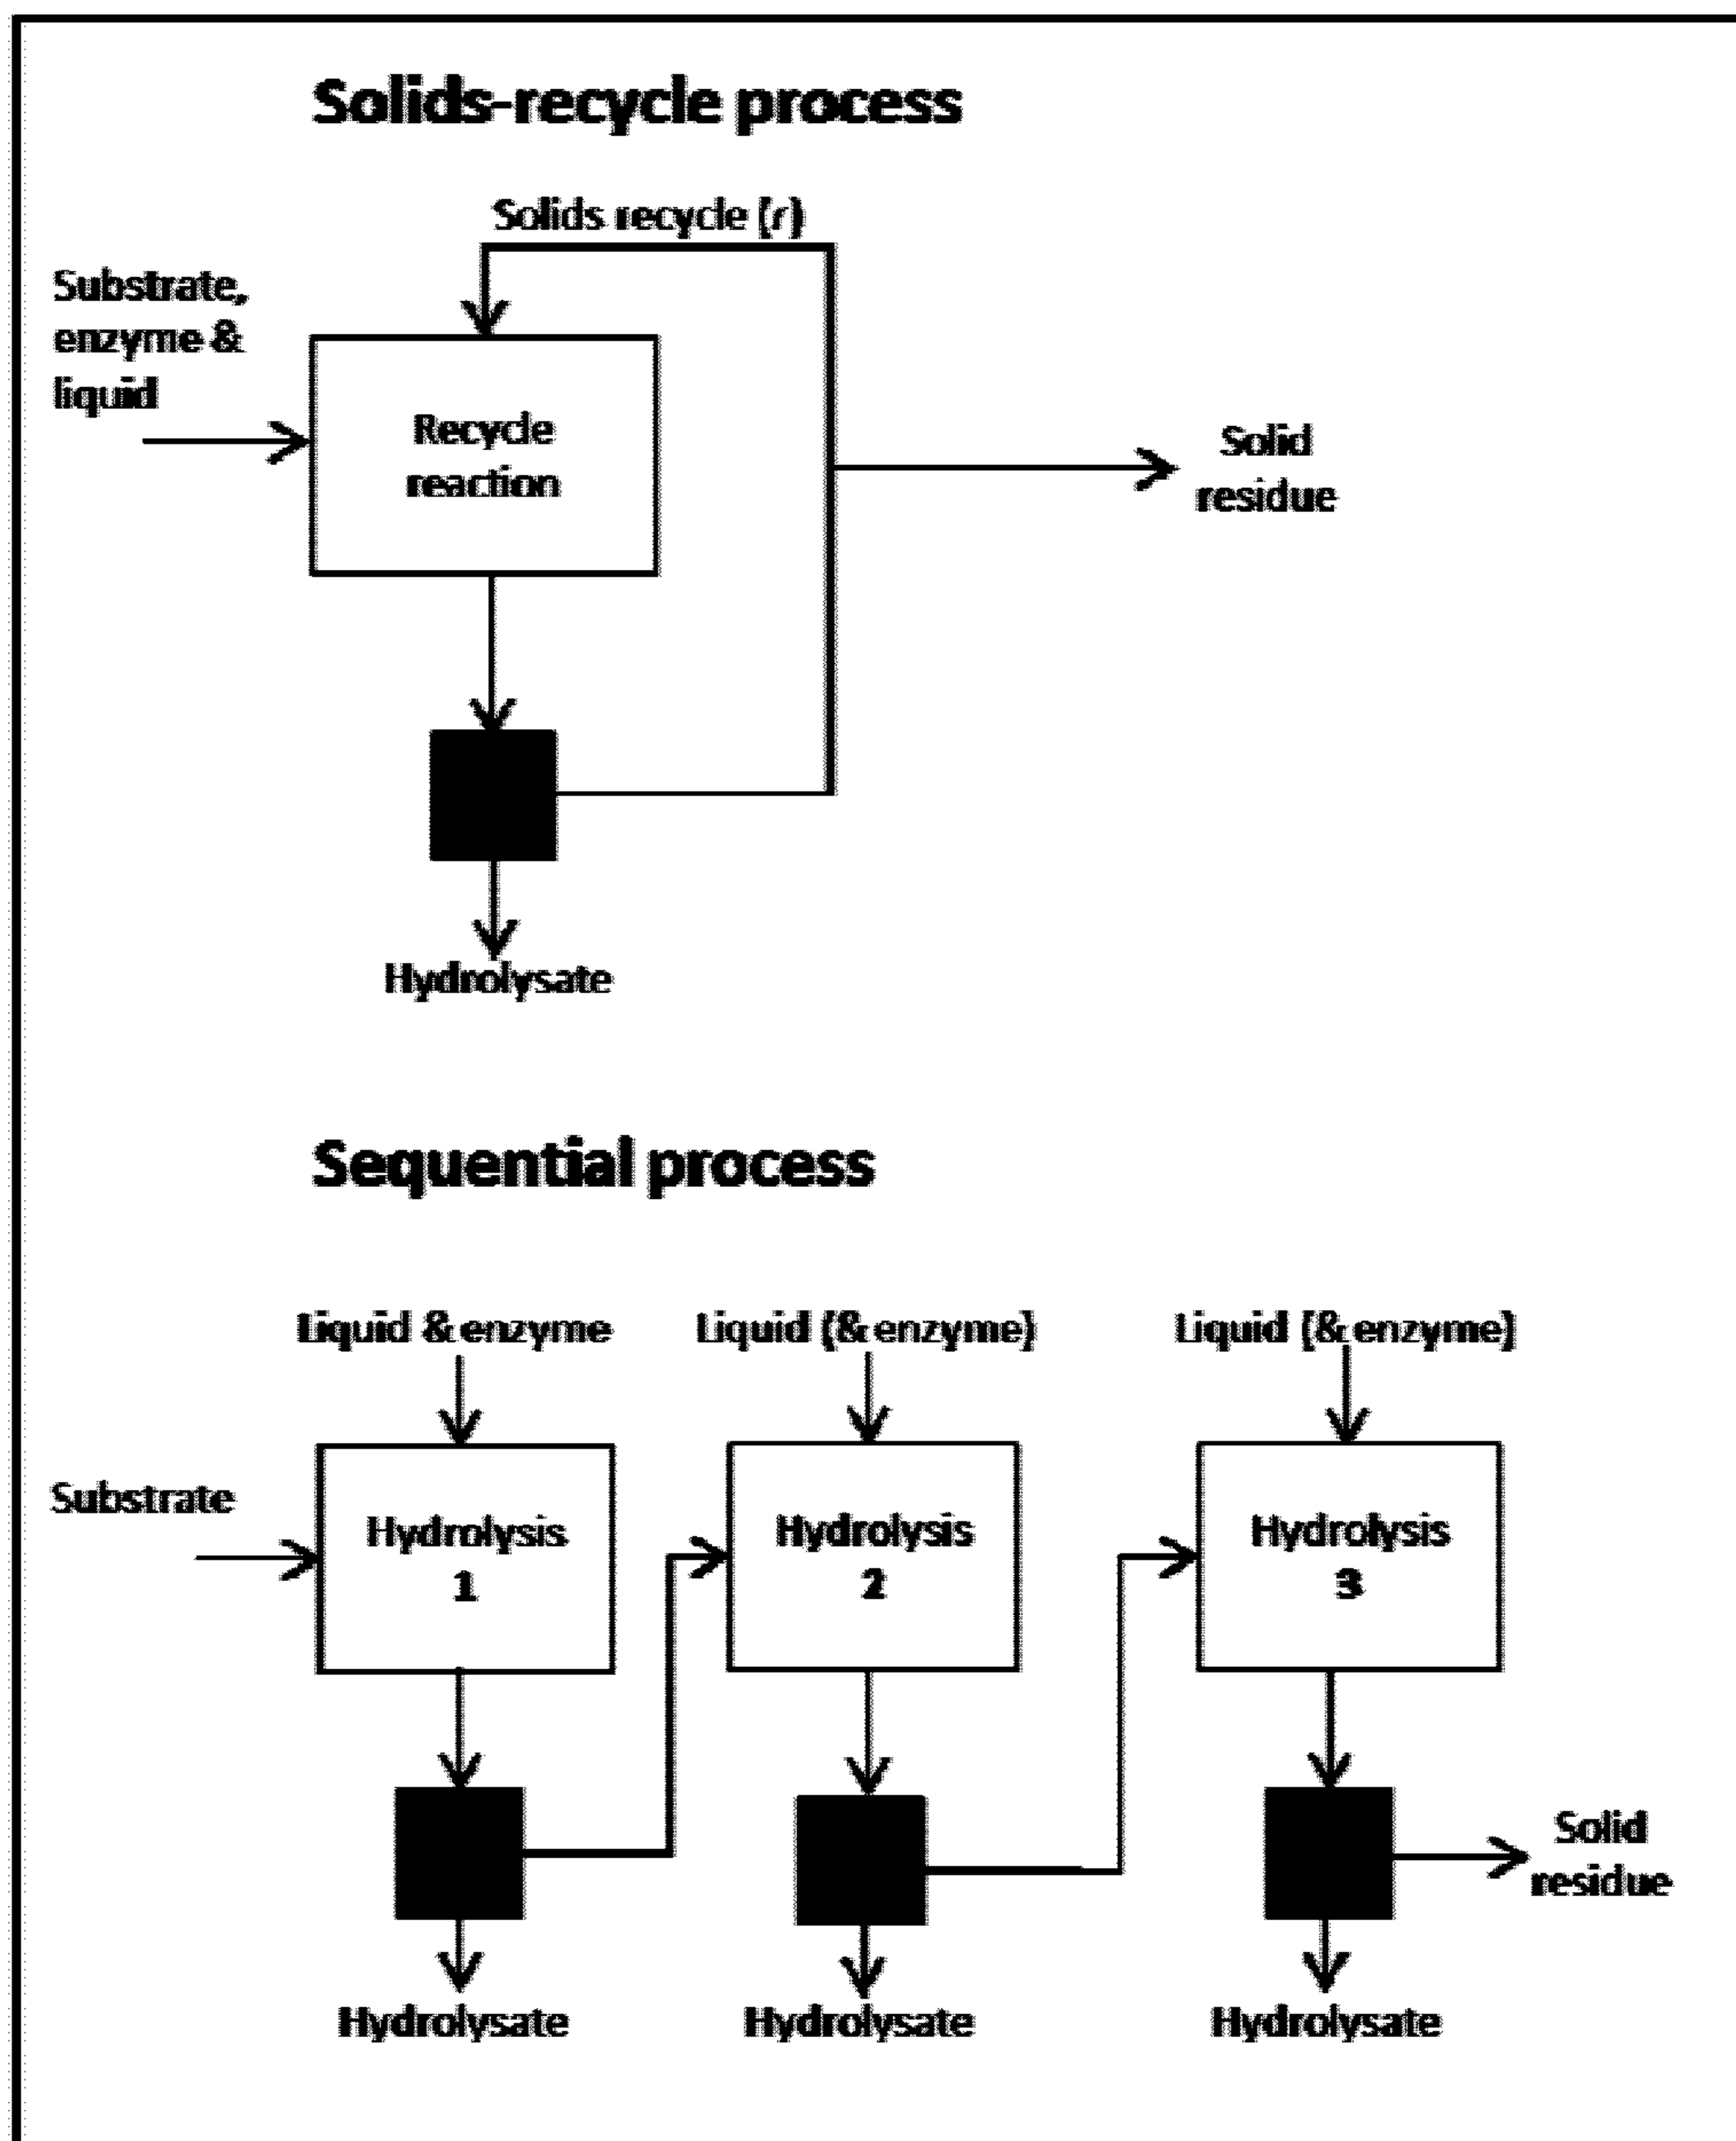 Solids-recycle process
Solids recycle (r)
Substrate,
enzyme &
liquid
Recycle
reaction
Solid
residue
Hydrolysate
Sequential process
Liquid & enzyme
Liquid (& enzyme)
Liquid (& enzyme)
Substrate
Hydrolysis
1
Hydrolysis
2
Hydrolysis
3
Solid
residue
Hydrolysate
Hydrolysate
Hydrolysate